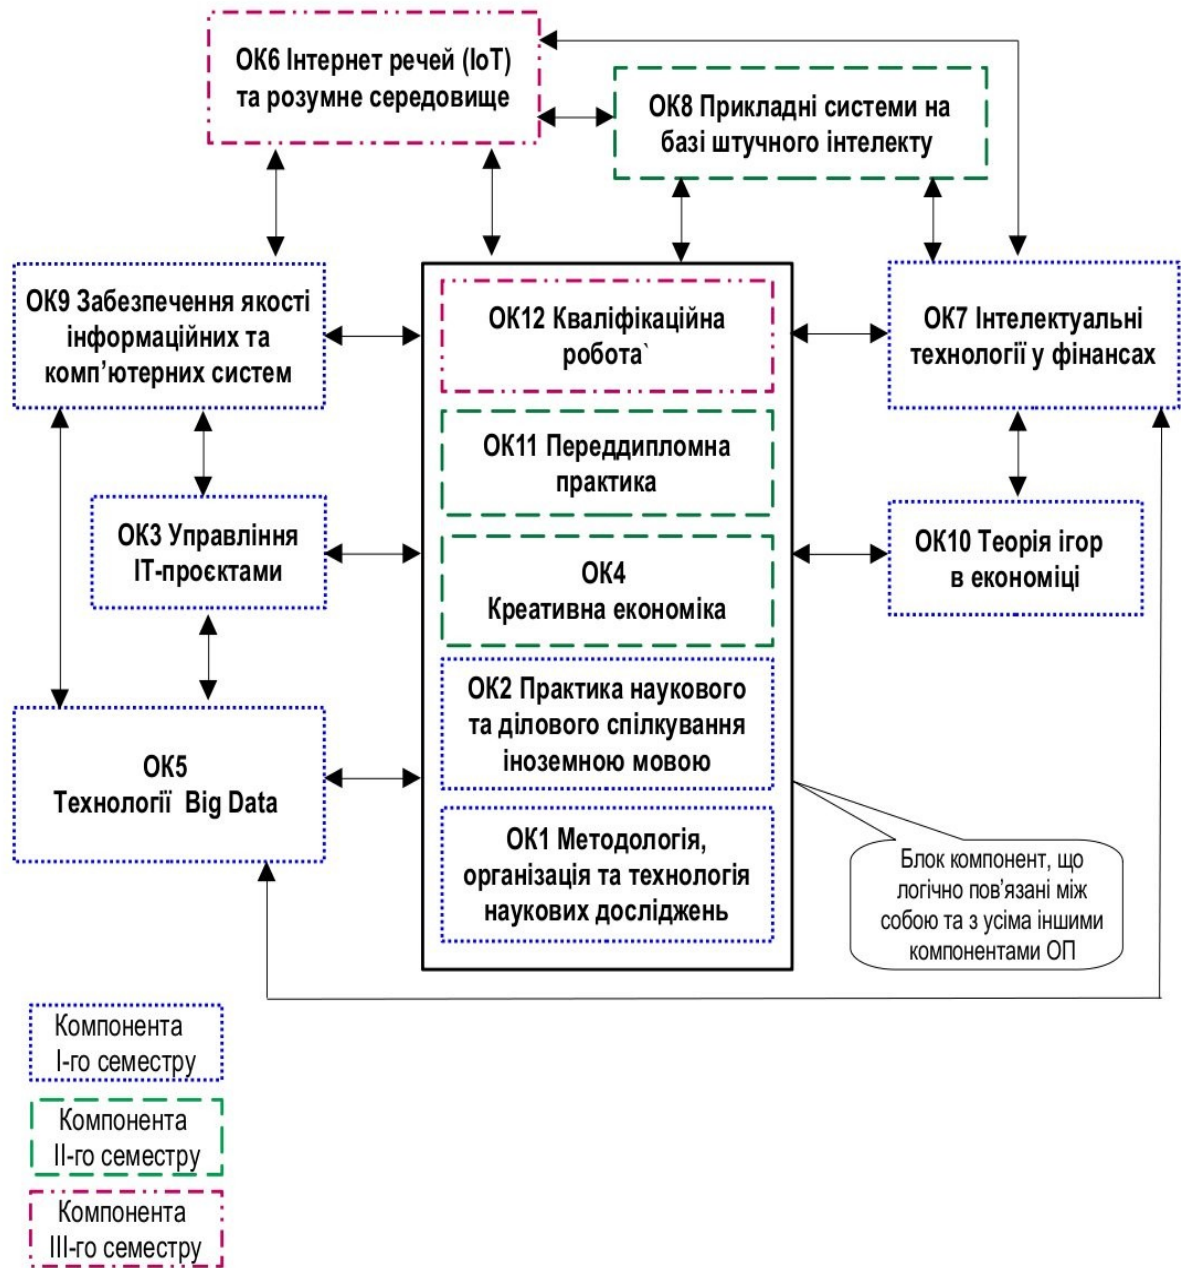 ОК6 Інтернет речей (IoT)
та розумне середовище
ОК8 Прикладні системи на
базі штучного інтелекту
ОК9 Забезпечення якості
інформаційних та
комп’ютерних систем
ОК12 Кваліфікаційна
робота`
ОК7 Інтелектуальні
технології у фінансах
ОК11 Переддипломна
практика
ОК3 Управління
ІТ-проєктами
ОК4
Креативна економіка
ОК10 Теорія ігор
в економіці
ОК2 Практика наукового
та ділового спілкування
іноземною мовою
ОК5
Технології Big Data
ОК1 Методологія,
організація та технологія
наукових досліджень
Блок компонент, що
логічно пов’язані між
собою та з усіма іншими
компонентами ОП
Компонента
І-го семестру
Компонента
ІІ-го семестру
Компонента
ІІІ-го семестру